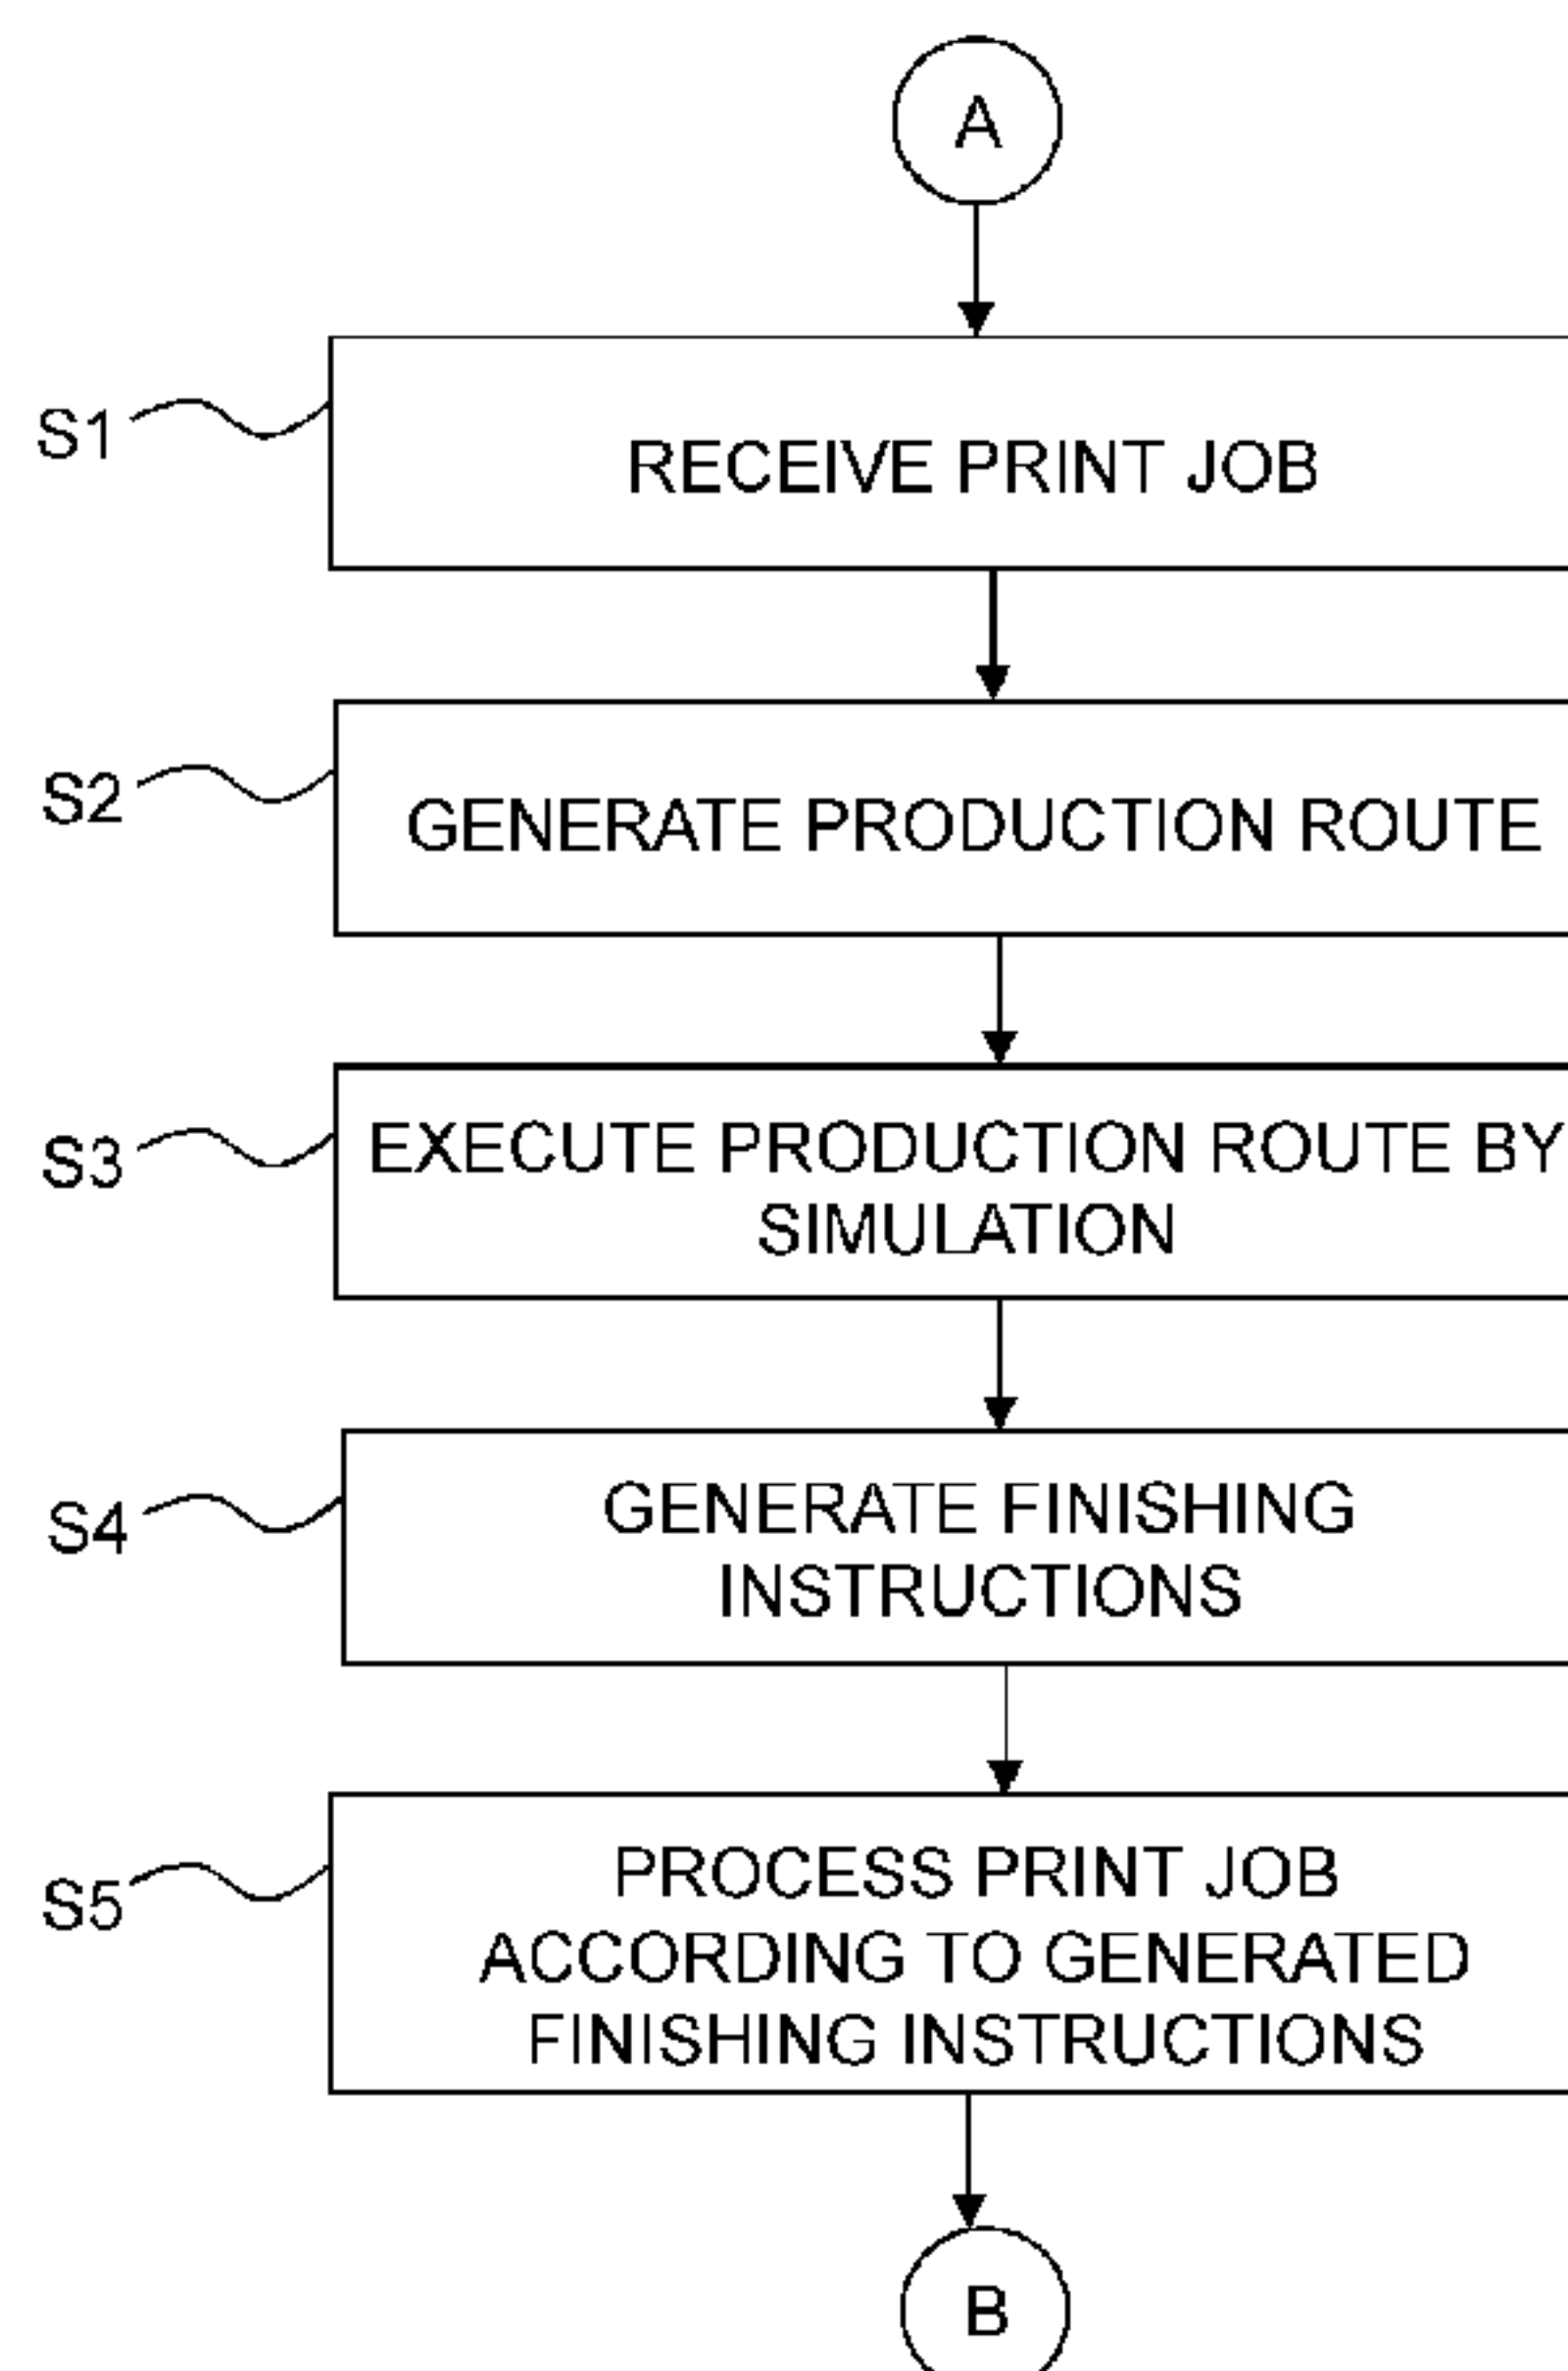 A
S1
RECEIVE PRINT JOB
S2
GENERATE PRODUCTION ROUTE
S3
EXECUTE PRODUCTION ROUTE BY
SIMULATION
S4
GENERATE FINISHING
INSTRUCTIONS
S5
PROCESS PRINT JOB
ACCORDING TO GENERATED
FINISHING INSTRUCTIONS
B